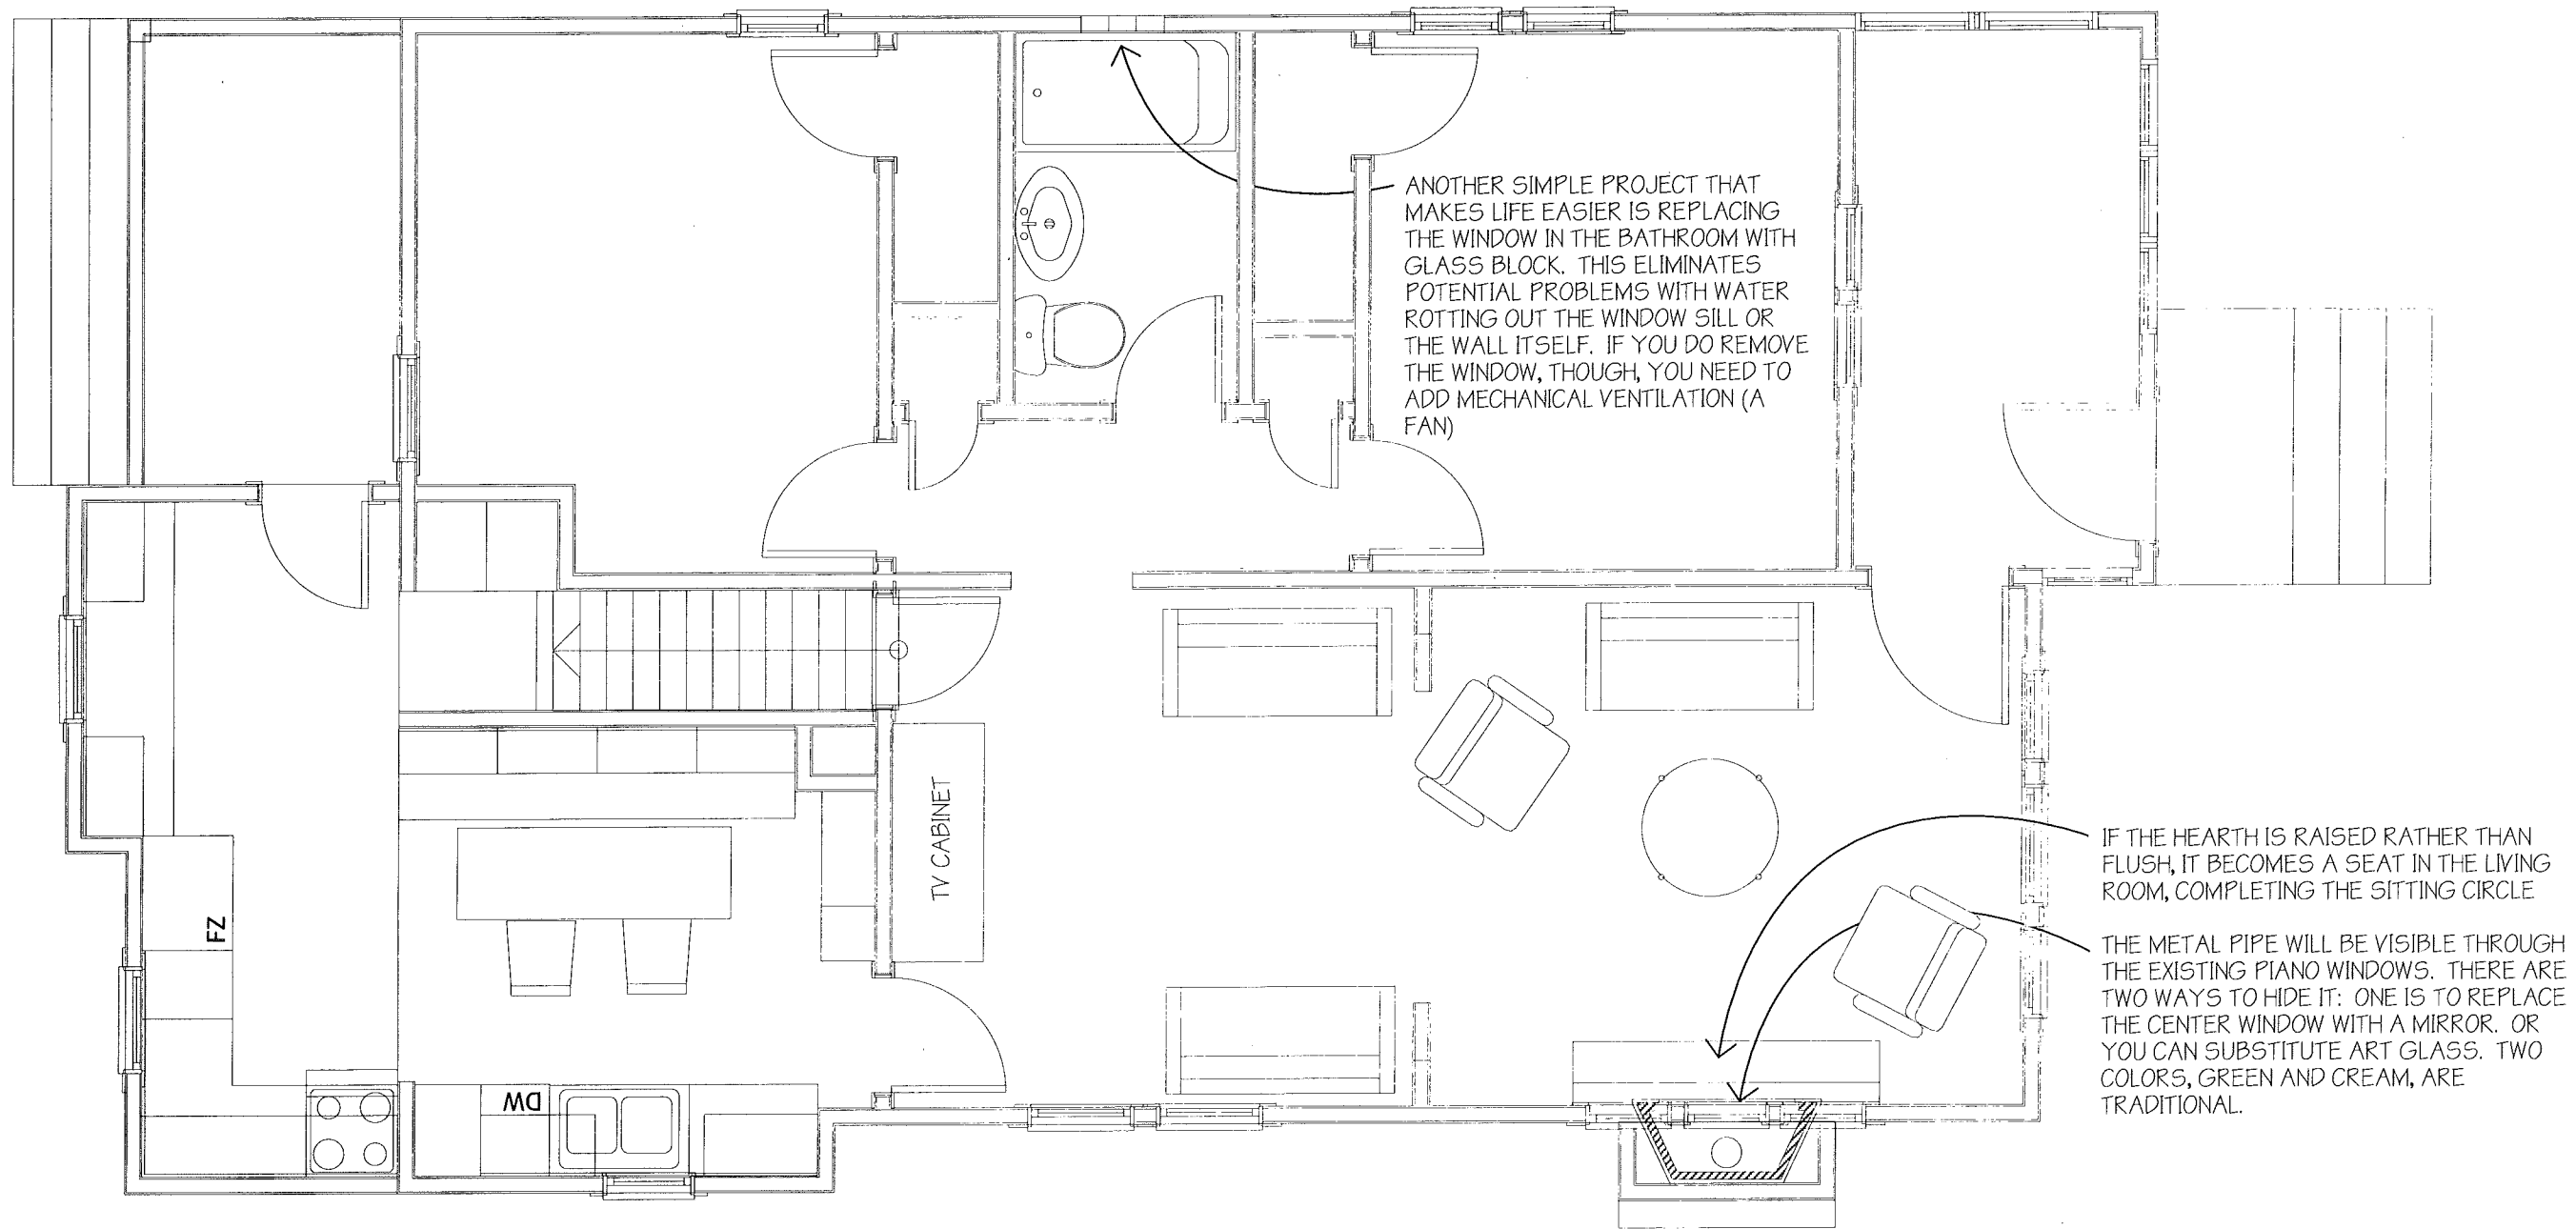 ANOTHER SIMPLE PROJECT THAT
MAKES LIFE EASIER IS REPLACING
THE WINDOW IN THE BATHROOM WITH
GLASS BLOCK. THIS ELIMINATES
POTENTIAL PROBLEMS WITH WATER
ROTTING OUT THE WINDOW SILL OR
THE WALL ITSELF. IF YOU DO REMOVE
THE WINDOW, THOUGH, YOU NEED TO
ADD MECHANICAL VENTILATION (A
FAN)
TV CABINET
FZ
DW
IF THE HEARTH IS RAISED RATHER THAN
FLUSH, IT BECOMES A SEAT IN THE LIVING
ROOM, COMPLETING THE SITTING CIRCLE
THE METAL PIPE WILL BE VISIBLE THROUGH
THE EXISTING PIANO WINDOWS. THERE ARE
TWO WAYS TO HIDE IT: ONE IS TO REPLACE
THE CENTER WINDOW WITH A MIRROR. OR
YOU CAN SUBSTITUTE ART GLASS. TWO
COLORS, GREEN AND CREAM, ARE
TRADITIONAL.